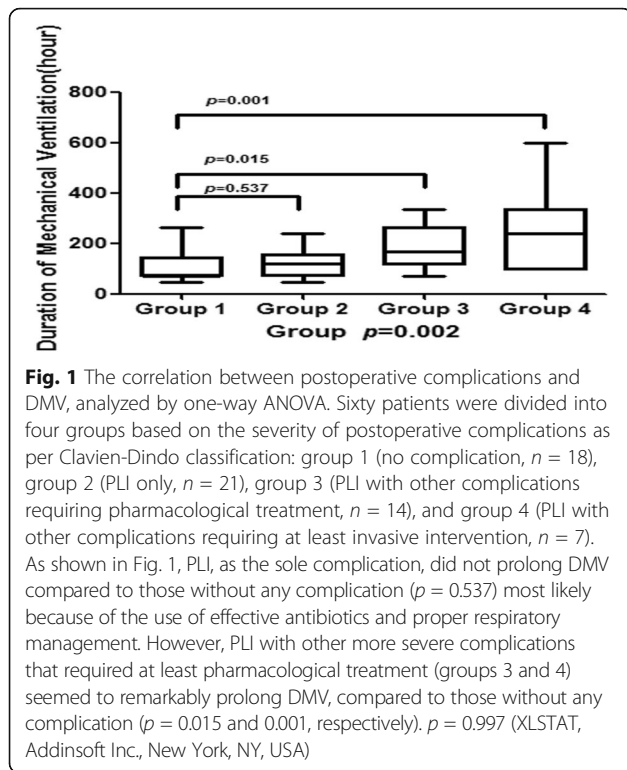 Duration of Mechanical Ventilation(hour)
800
600
400
200
0
p=0.001
p=0.015
p=0.537
Group 1 Group 2 Group 3 Group 4
Group p=0.002
Fig. 1 The correlation between postoperative complications and
DMV, analyzed by one-way ANOVA. Sixty patients were divided into
four groups based on the severity of postoperative complications as
per Clavien-Dindo classification: group 1 (no complication, n = 18),
group 2 (PLI only, n = 21), group 3 (PLI with other complications
requiring pharmacological treatment, n = 14), and group 4 (PLI with
other complications requiring at least invasive intervention, n = 7).
As shown in Fig. 1, PLI, as the sole complication, did not prolong DMV
compared to those without any complication (p = 0.537) most likely
because of the use of effective antibiotics and proper respiratory
management. However, PLI with other more severe complications
that required at least pharmacological treatment (groups 3 and 4)
seemed to remarkably prolong DMV, compared to those without any
complication (p = 0.015 and 0.001, respectively). p = 0.997 (XLSTAT,
Addinsoft Inc., New York, NY, USA)